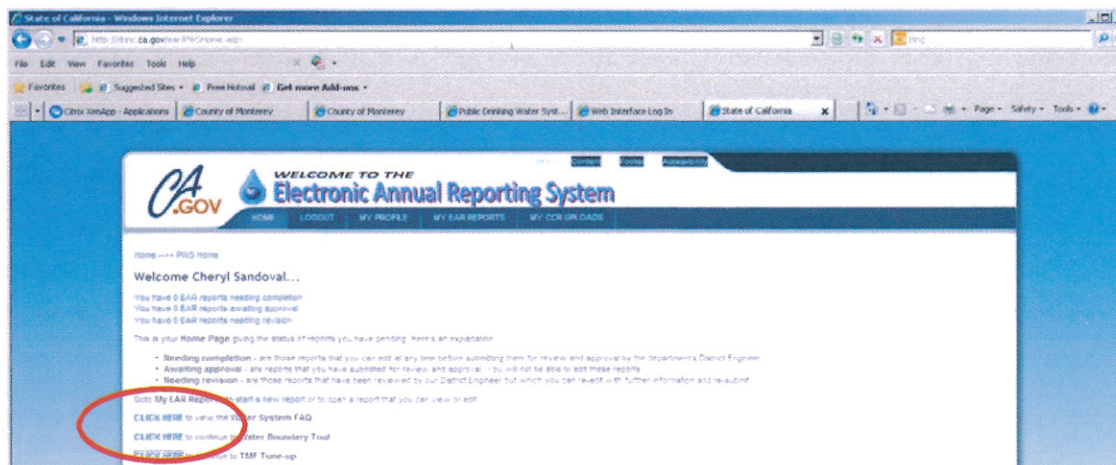 State of California - Windows Internet Explorer
File Edit View Favorites Tools Help
Favorites Suggested Sites Free Hotmail Get more Add-ons
Citrix XenApp - Applications County of Monterey County of Monterey Public Drinking Water Syst... Web Interface Log In State of California x Page Safety Tools
Content Footer Accessibility
CA.GOV
WELCOME TO THE
Electronic Annual Reporting System
HOME LOGOUT MY PROFILE MY EAR REPORTS MY CCR UPLOADS
Home --->> PWS Home
Welcome Cheryl Sandoval...
You have 0 EAR reports needing completion
You have 0 EAR reports awaiting approval
You have 0 EAR reports needing revision
This is your Home Page giving the status of reports you have pending. Here's an explanation
• Needing completion - are those reports that you can edit at any time before submitting them for review and approval by the department's District Engineer
• Awaiting approval - are reports that you have submitted for review and approval. You will not be able to edit these reports
• Needing revision - are those reports that have been reviewed by our District Engineer but which you can re-edit with further information and re-submit
Goto My EAR Reports to start a new report or to open a report that you can view or edit
CLICK HERE to view the Water System FAQ
CLICK HERE to continue to Water Boundary Tool
CLICK HERE to TMF Tune-up